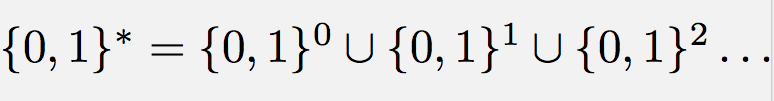 {0, 1}* = {0, 1}⁰ ∪ {0, 1}¹ ∪ {0, 1}² …